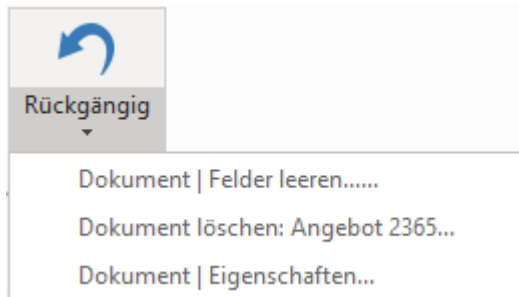 Rückgängig
Dokument | Felder leeren......
Dokument löschen: Angebot 2365...
Dokument | Eigenschaften...